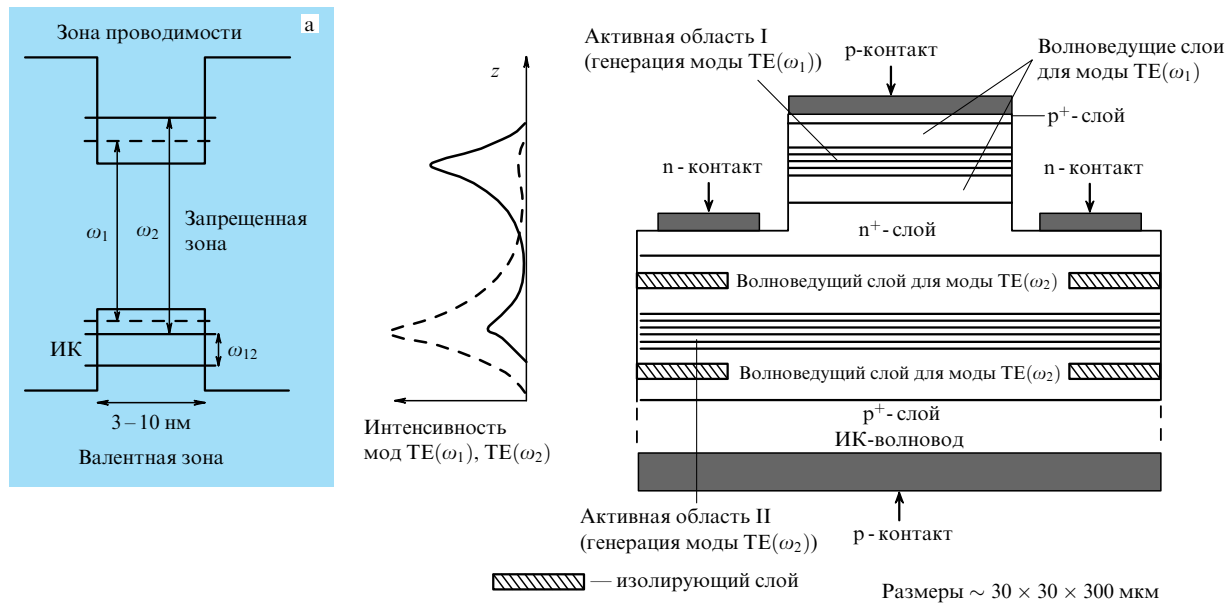 а
Зона проводимости
ω₁
ω₂
Запрещенная
зона
ИК
ω₁₂
3 – 10 нм
Валентная зона
z
Интенсивность
мод TE(ω₁), TE(ω₂)
Активная область I
(генерация моды TE(ω₁))
p-контакт
Волноведущие слои
для моды TE(ω₁)
p⁺- слой
n - контакт
n - контакт
n⁺- слой
Волноведущий слой для моды TE(ω₂)
Волноведущий слой для моды TE(ω₂)
p⁺- слой
ИК-волновод
Активная область II
(генерация моды TE(ω₂))
p - контакт
— изолирующий слой
Размеры ~ 30 × 30 × 300 мкм